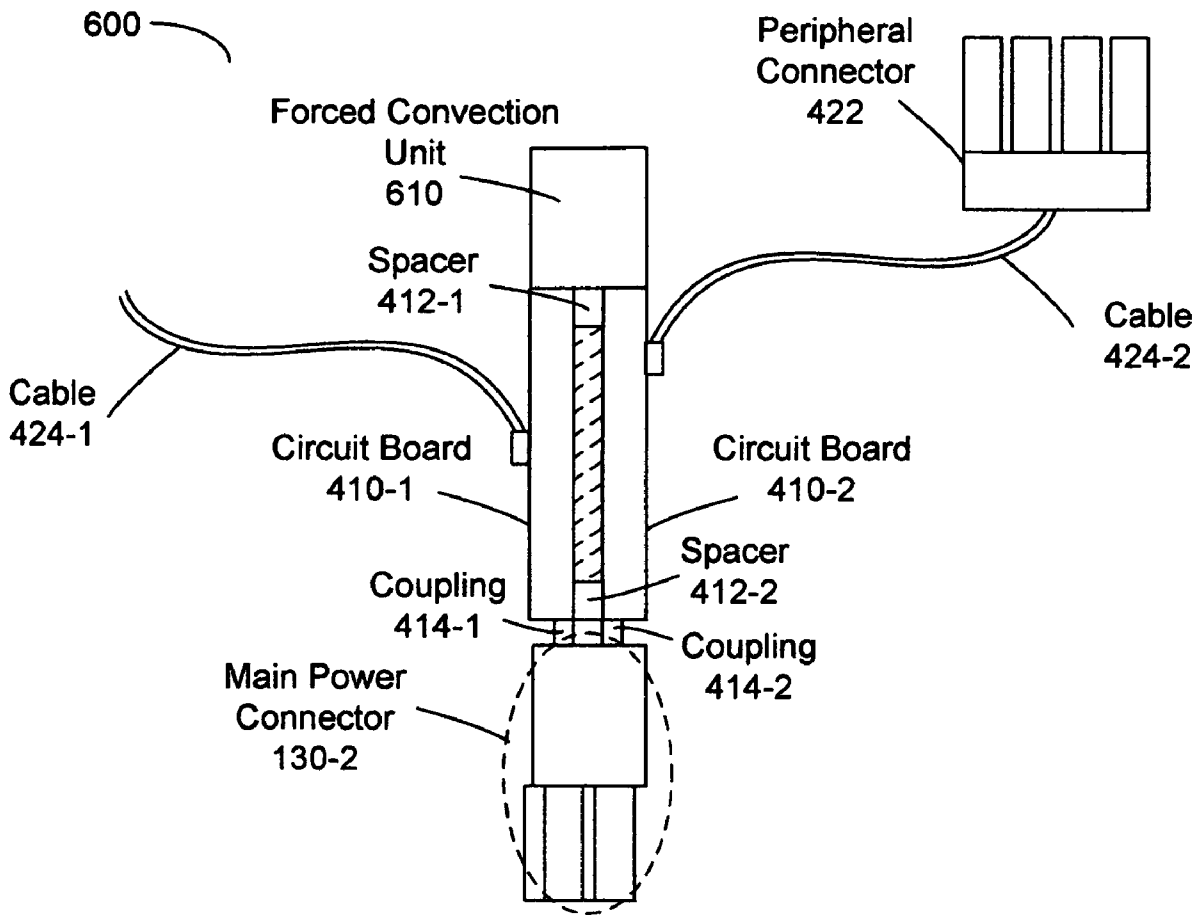 600
Peripheral
Connector
422
Forced Convection
Unit
610
Spacer
412-1
Cable
424-2
Cable
424-1
Circuit Board
410-1
Circuit Board
410-2
Spacer
412-2
Coupling
414-1
Coupling
414-2
Main Power
Connector
130-2